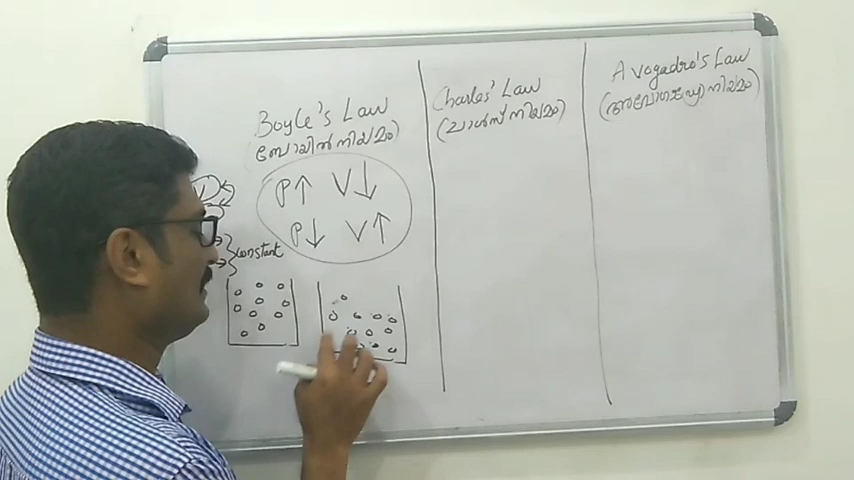 Boyle's Law
(ബോയിൽ നിയമം)
P↑ V↓
P↓ V↑
V
constant
Charles' Law
(ചാൾസ് നിയമം)
Avogadro's Law
(അവോഗാഡ്രോ നിയമം)